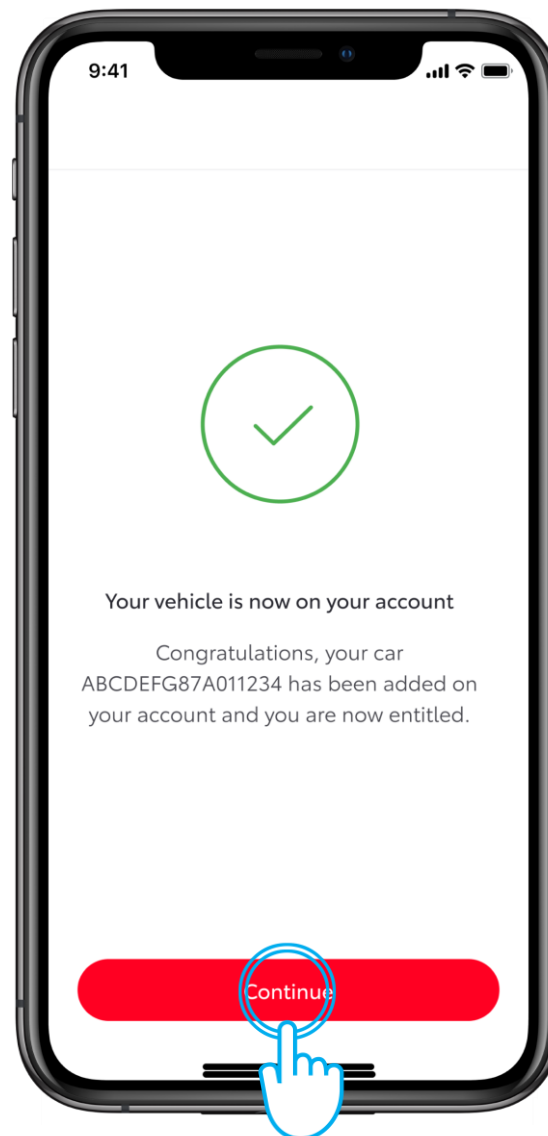 9:41
Your vehicle is now on your account
Congratulations, your car
ABCDEFG87A011234 has been added on
your account and you are now entitled.
Continue